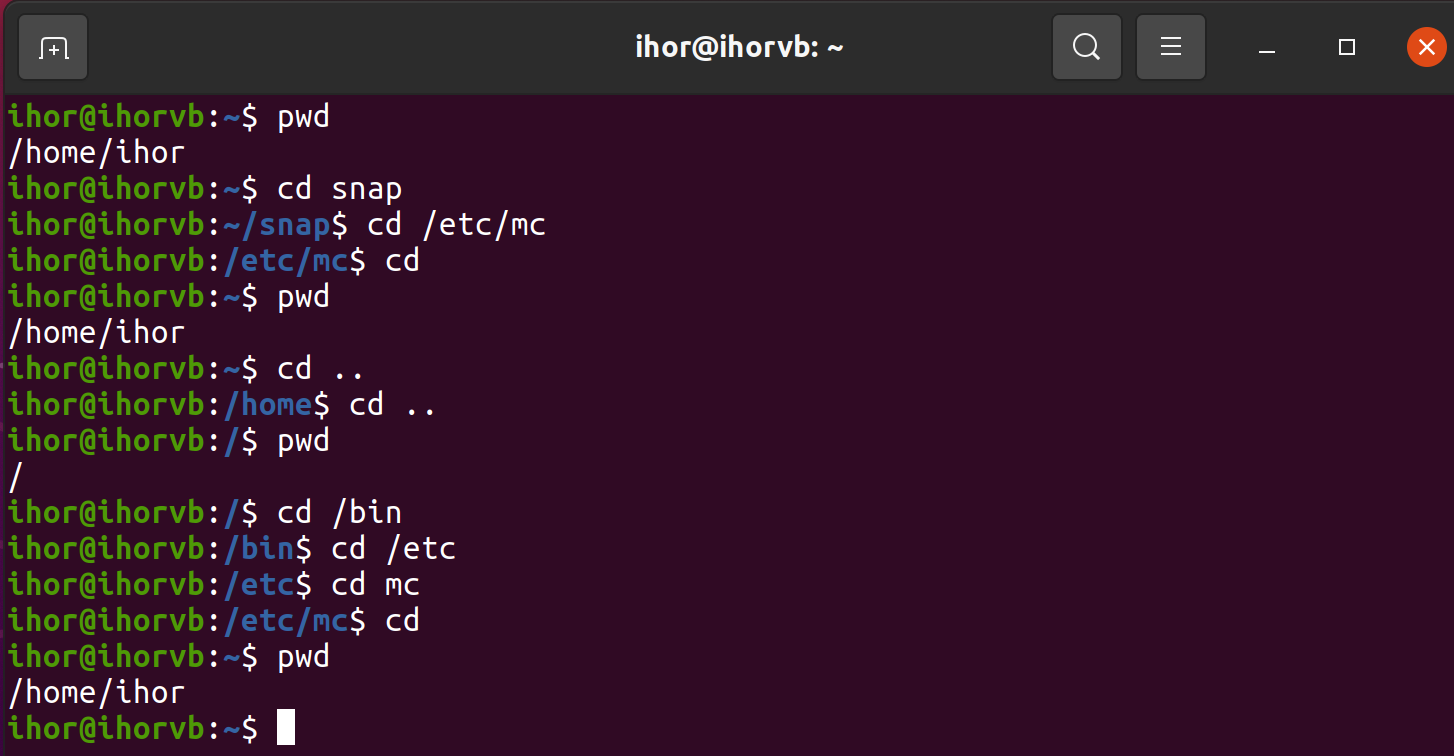 ihor@ihorvb: ~
ihor@ihorvb:~$ pwd
/home/ihor
ihor@ihorvb:~$ cd snap
ihor@ihorvb:~/snap$ cd /etc/mc
ihor@ihorvb:/etc/mc$ cd
ihor@ihorvb:~$ pwd
/home/ihor
ihor@ihorvb:~$ cd ..
ihor@ihorvb:/home$ cd ..
ihor@ihorvb:/$ pwd
/
ihor@ihorvb:/$ cd /bin
ihor@ihorvb:/bin$ cd /etc
ihor@ihorvb:/etc$ cd mc
ihor@ihorvb:/etc/mc$ cd
ihor@ihorvb:~$ pwd
/home/ihor
ihor@ihorvb:~$